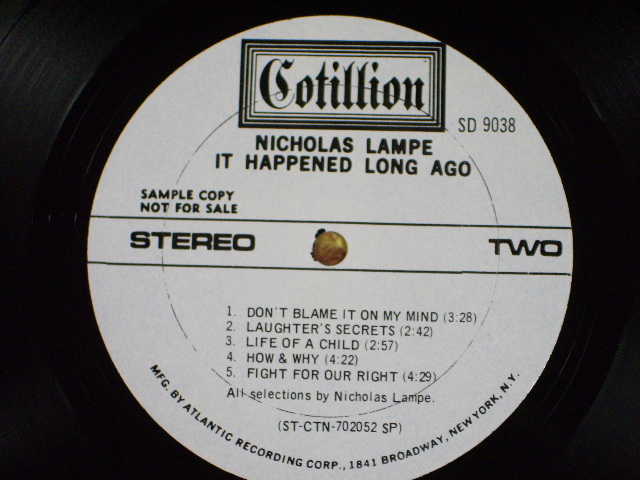 Cotillion
SD 9038
NICHOLAS LAMPE
IT HAPPENED LONG AGO
SAMPLE COPY
NOT FOR SALE
STEREO
TWO
1. DON'T BLAME IT ON MY MIND (3:28)
2. LAUGHTER'S SECRETS (2:42)
3. LIFE OF A CHILD (2:57)
4. HOW & WHY (4:22)
5. FIGHT FOR OUR RIGHT (4:29)
All selections by Nicholas Lampe.
(ST-CTN-702052 SP)
MFG. BY ATLANTIC RECORDING CORP., 1841 BROADWAY, NEW YORK, N.Y.